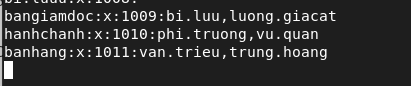 bangiamdoc:x:1009:bi.luu,luong.giacat
hanhchanh:x:1010:phi.truong,vu.quan
banhang:x:1011:van.trieu,trung.hoang